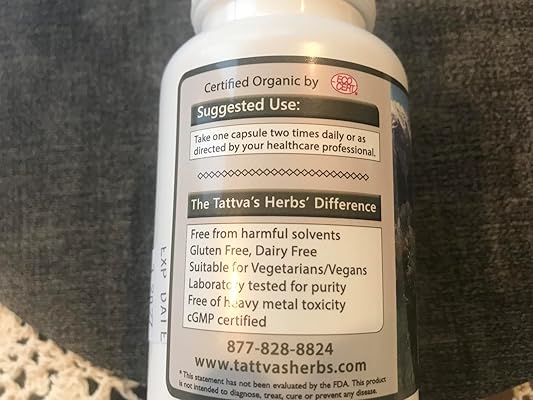 Certified Organic by
ECO
CERT
Suggested Use:
Take one capsule two times daily or as
directed by your healthcare professional.
The Tattva's Herbs' Difference
Free from harmful solvents
Gluten Free, Dairy Free
Suitable for Vegetarians/Vegans
Laboratory tested for purity
Free of heavy metal toxicity
cGMP certified
877-828-8824
www.tattvasherbs.com
* This statement has not been evaluated by the FDA. This product
is not intended to diagnose, treat, cure or prevent any disease.
EXP DATE